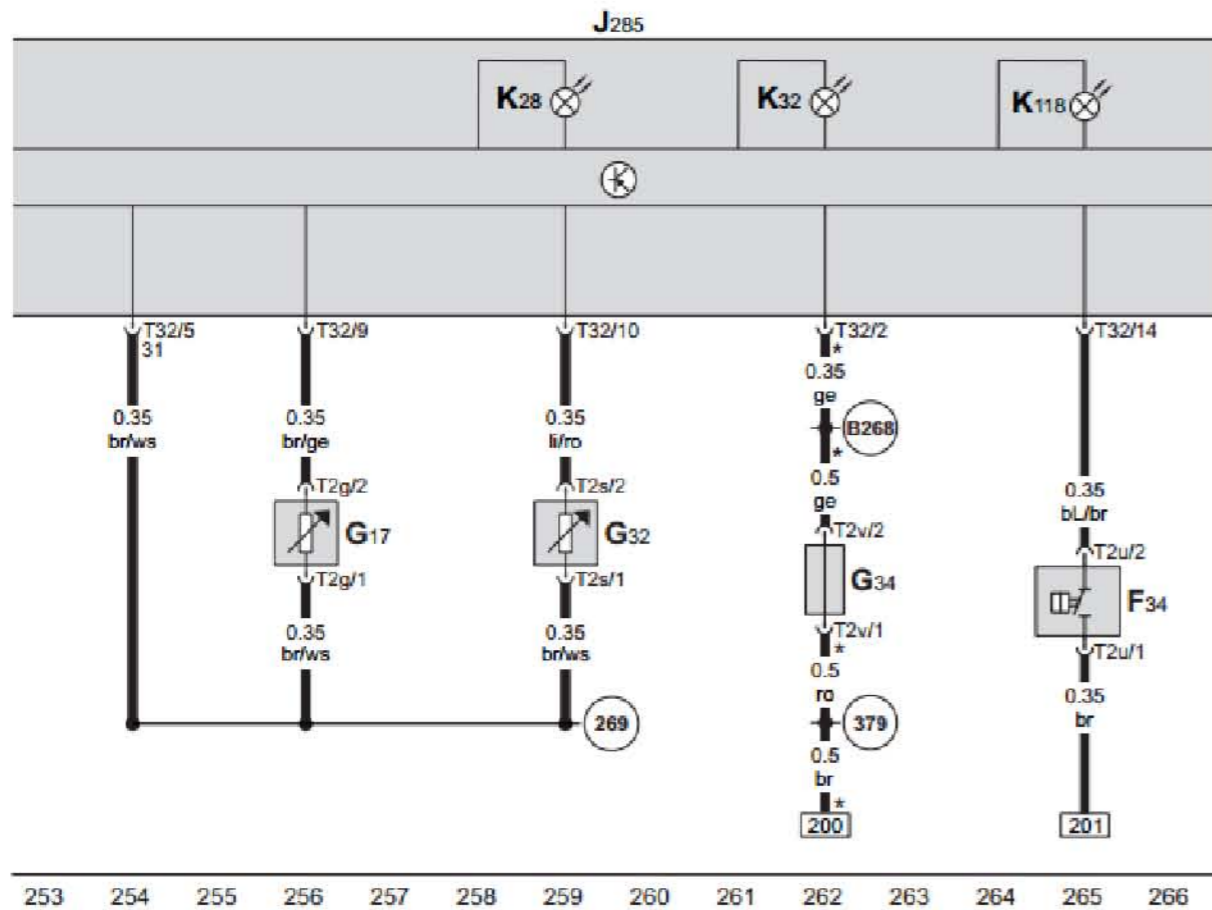 J285
K28 K32 K118
T32/5 T32/9 T32/10 T32/2 T32/14
31 *
0.35
ge
0.35 0.35 0.35
br/ws br/ge li/ro
B268
*
T2g/2 T2s/2 0.5 0.35
ge bL/br
G17 G32 T2v/2 T2u/2
T2g/1 T2s/1 G34 F34
0.35 0.35 T2v/1
br/ws br/ws * T2u/1
0.5 0.35
ro br
269 379
0.5
br
*
200 201
253 254 255 256 257 258 259 260 261 262 263 264 265 266